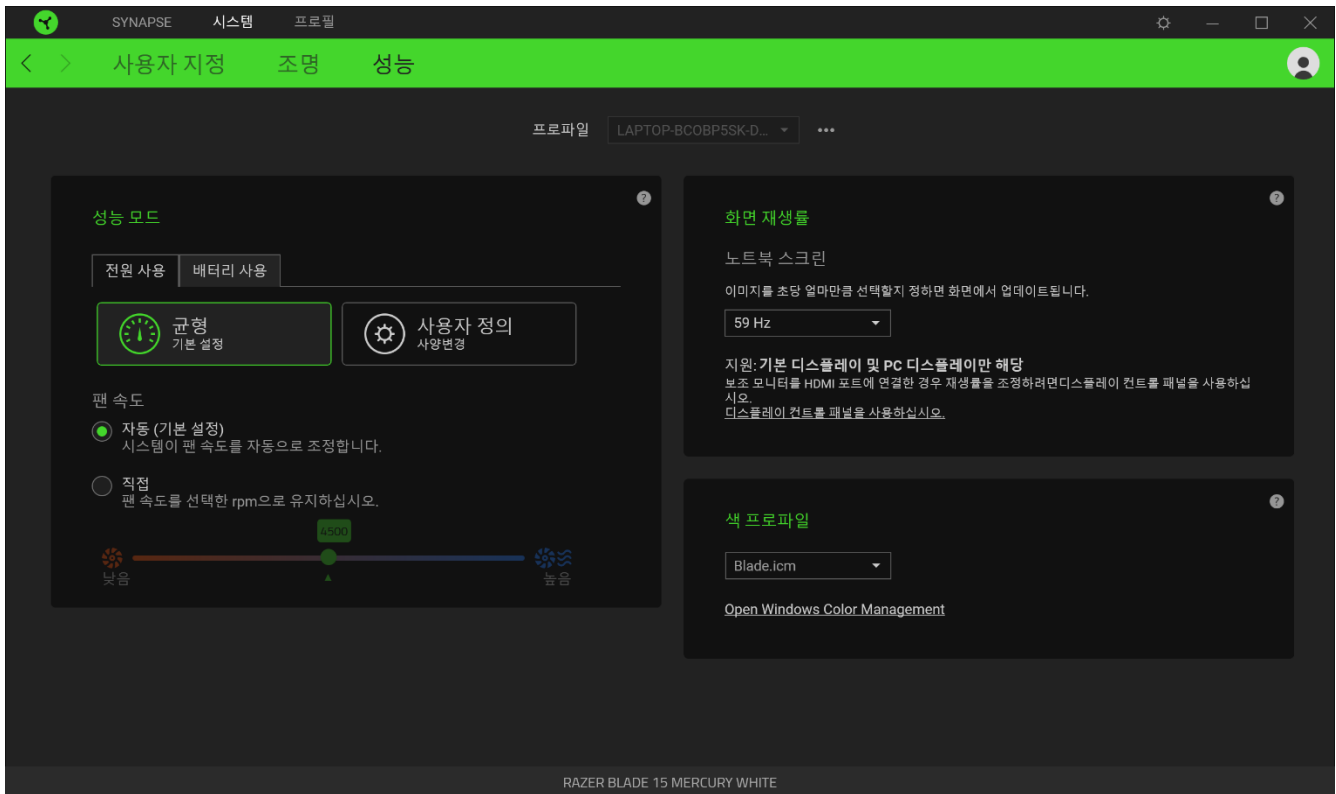 SYNAPSE 시스템 프로필
사용자 지정 조명 성능
프로파일 LAPTOP-BCOBP5SK-D... •••
성능 모드
전원 사용 배터리 사용
균형
기본 설정
사용자 정의
사양변경
팬 속도
자동 (기본 설정)
시스템이 팬 속도를 자동으로 조정합니다.
직접
팬 속도를 선택한 rpm으로 유지하십시오.
4500
낮음 높음
?
화면 재생률
노트북 스크린
이미지를 초당 얼마만큼 선택할지 정하면 화면에서 업데이트됩니다.
59 Hz
지원: 기본 디스플레이 및 PC 디스플레이만 해당
보조 모니터를 HDMI 포트에 연결한 경우 재생률을 조정하려면디스플레이 컨트롤 패널을 사용하십
시오.
디스플레이 컨트롤 패널을 사용하십시오.
?
색 프로파일
Blade.icm
Open Windows Color Management
?
RAZER BLADE 15 MERCURY WHITE